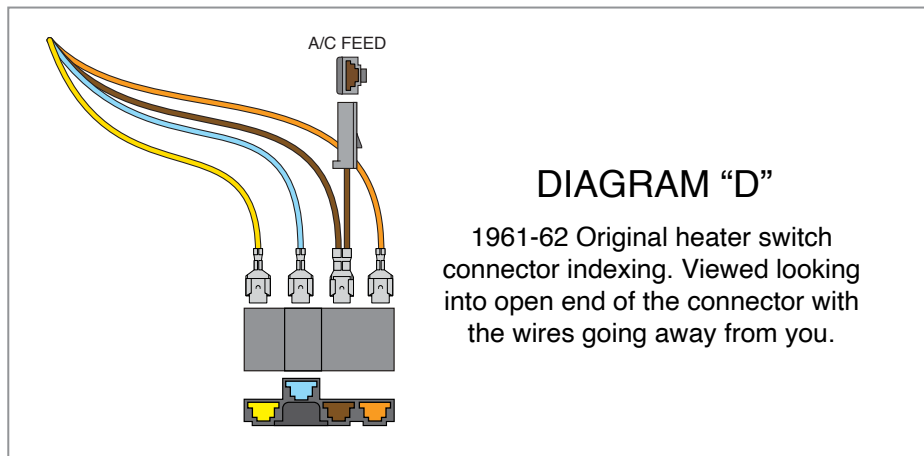 A/C FEED
DIAGRAM “D”
1961-62 Original heater switch
connector indexing. Viewed looking
into open end of the connector with
the wires going away from you.